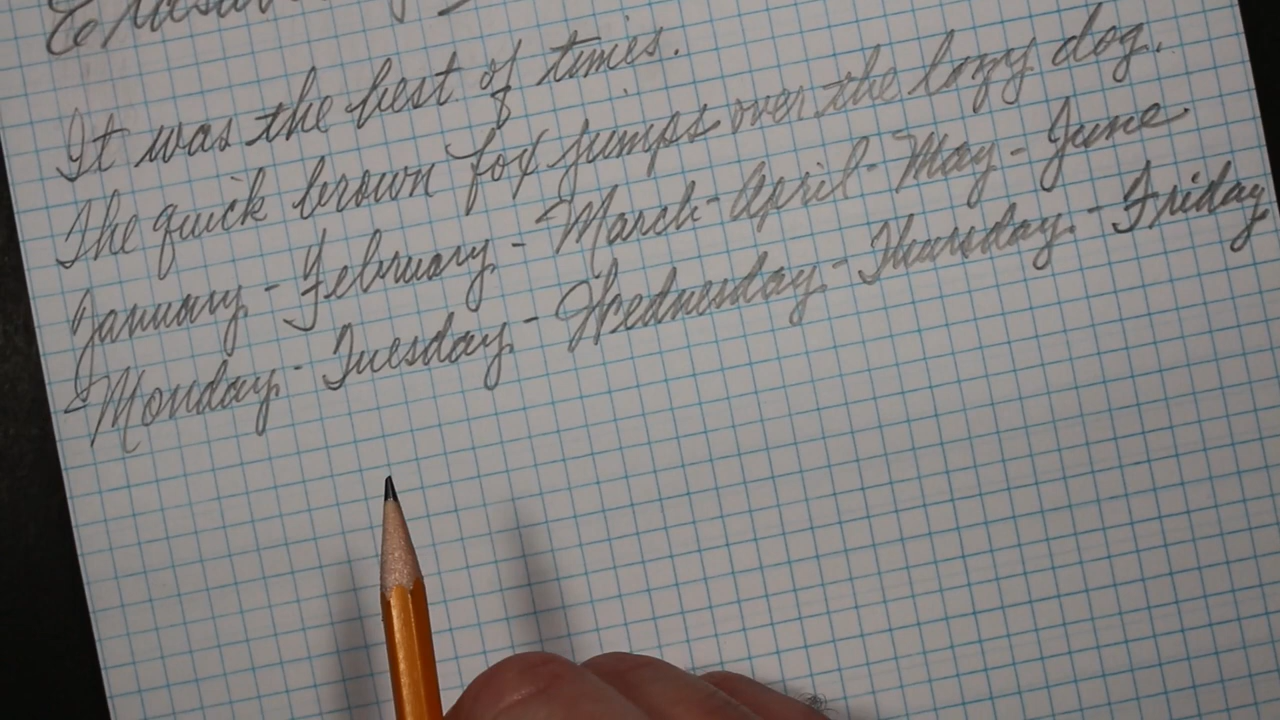 It was the best of times.
The quick brown fox jumps over the lazy dog.
January - February - March - April - May - June
Monday - Tuesday - Wednesday - Thursday - Friday